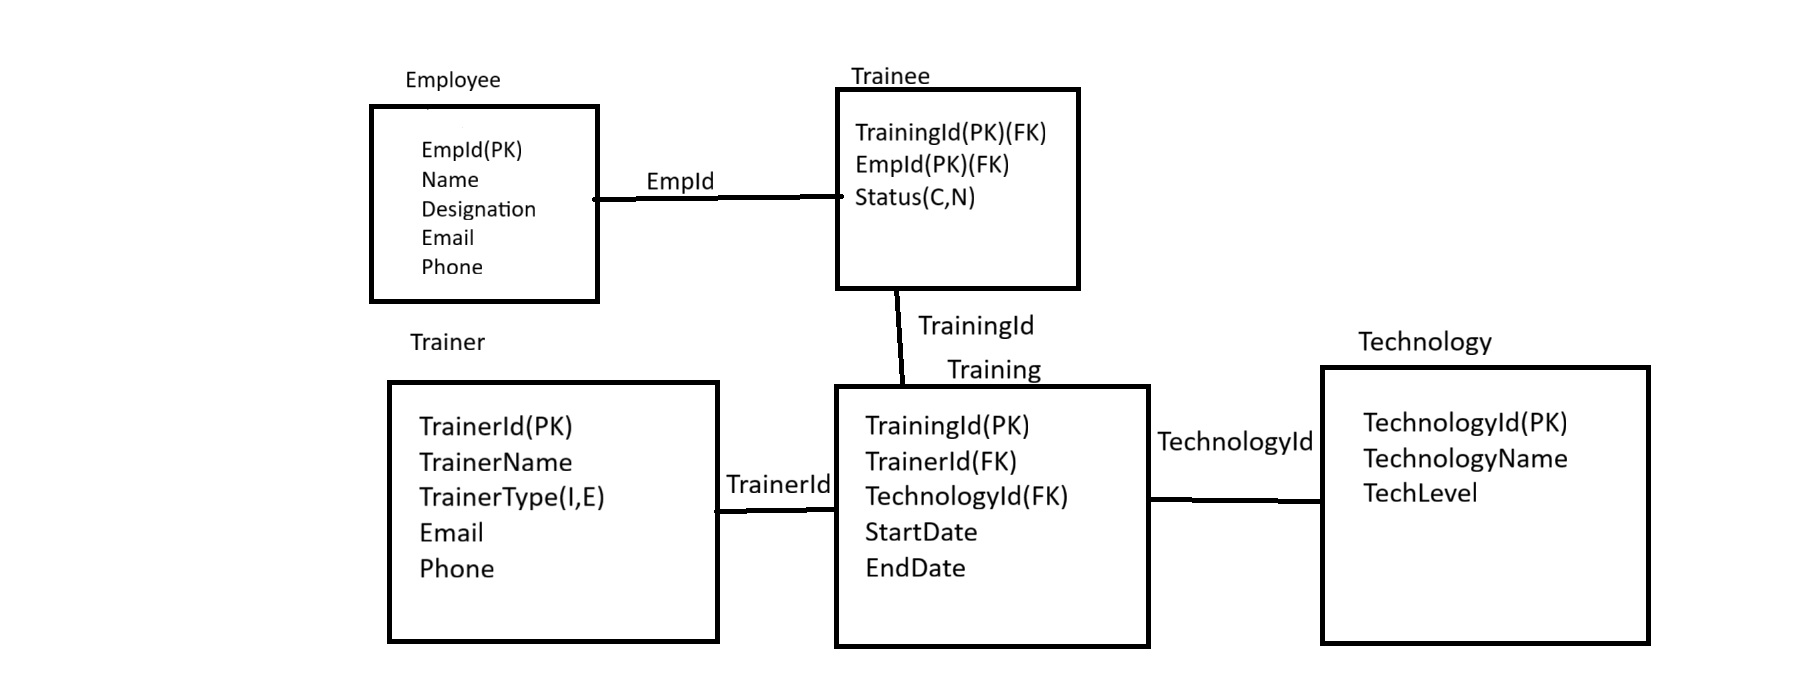 Employee
EmpId(PK)
Name
Designation
Email
Phone
EmpId
Trainee
TrainingId(PK)(FK)
EmpId(PK)(FK)
Status(C,N)
TrainingId
Trainer
TrainerId(PK)
TrainerName
TrainerType(I,E)
Email
Phone
TrainerId
Training
TrainingId(PK)
TrainerId(FK)
TechnologyId(FK)
StartDate
EndDate
TechnologyId
Technology
TechnologyId(PK)
TechnologyName
TechLevel